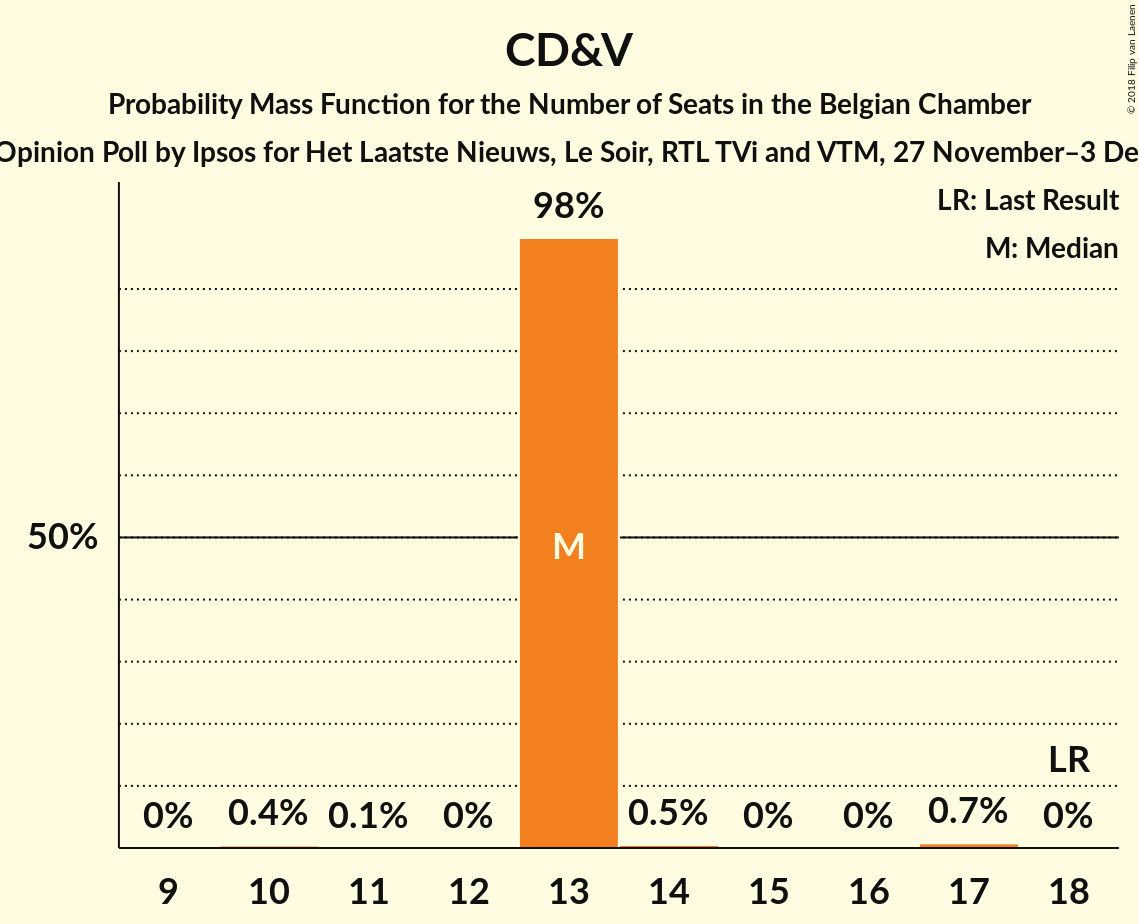 CD&V
Probability Mass Function for the Number of Seats in the Belgian Chamber
Opinion Poll by Ipsos for Het Laatste Nieuws, Le Soir, RTL TVi and VTM, 27 November–3 De
© 2018 Filip van Laenen
LR: Last Result
M: Median
98%
50%
M
LR
0% 0.4% 0.1% 0% 0.5% 0% 0% 0.7% 0%
9 10 11 12 13 14 15 16 17 18